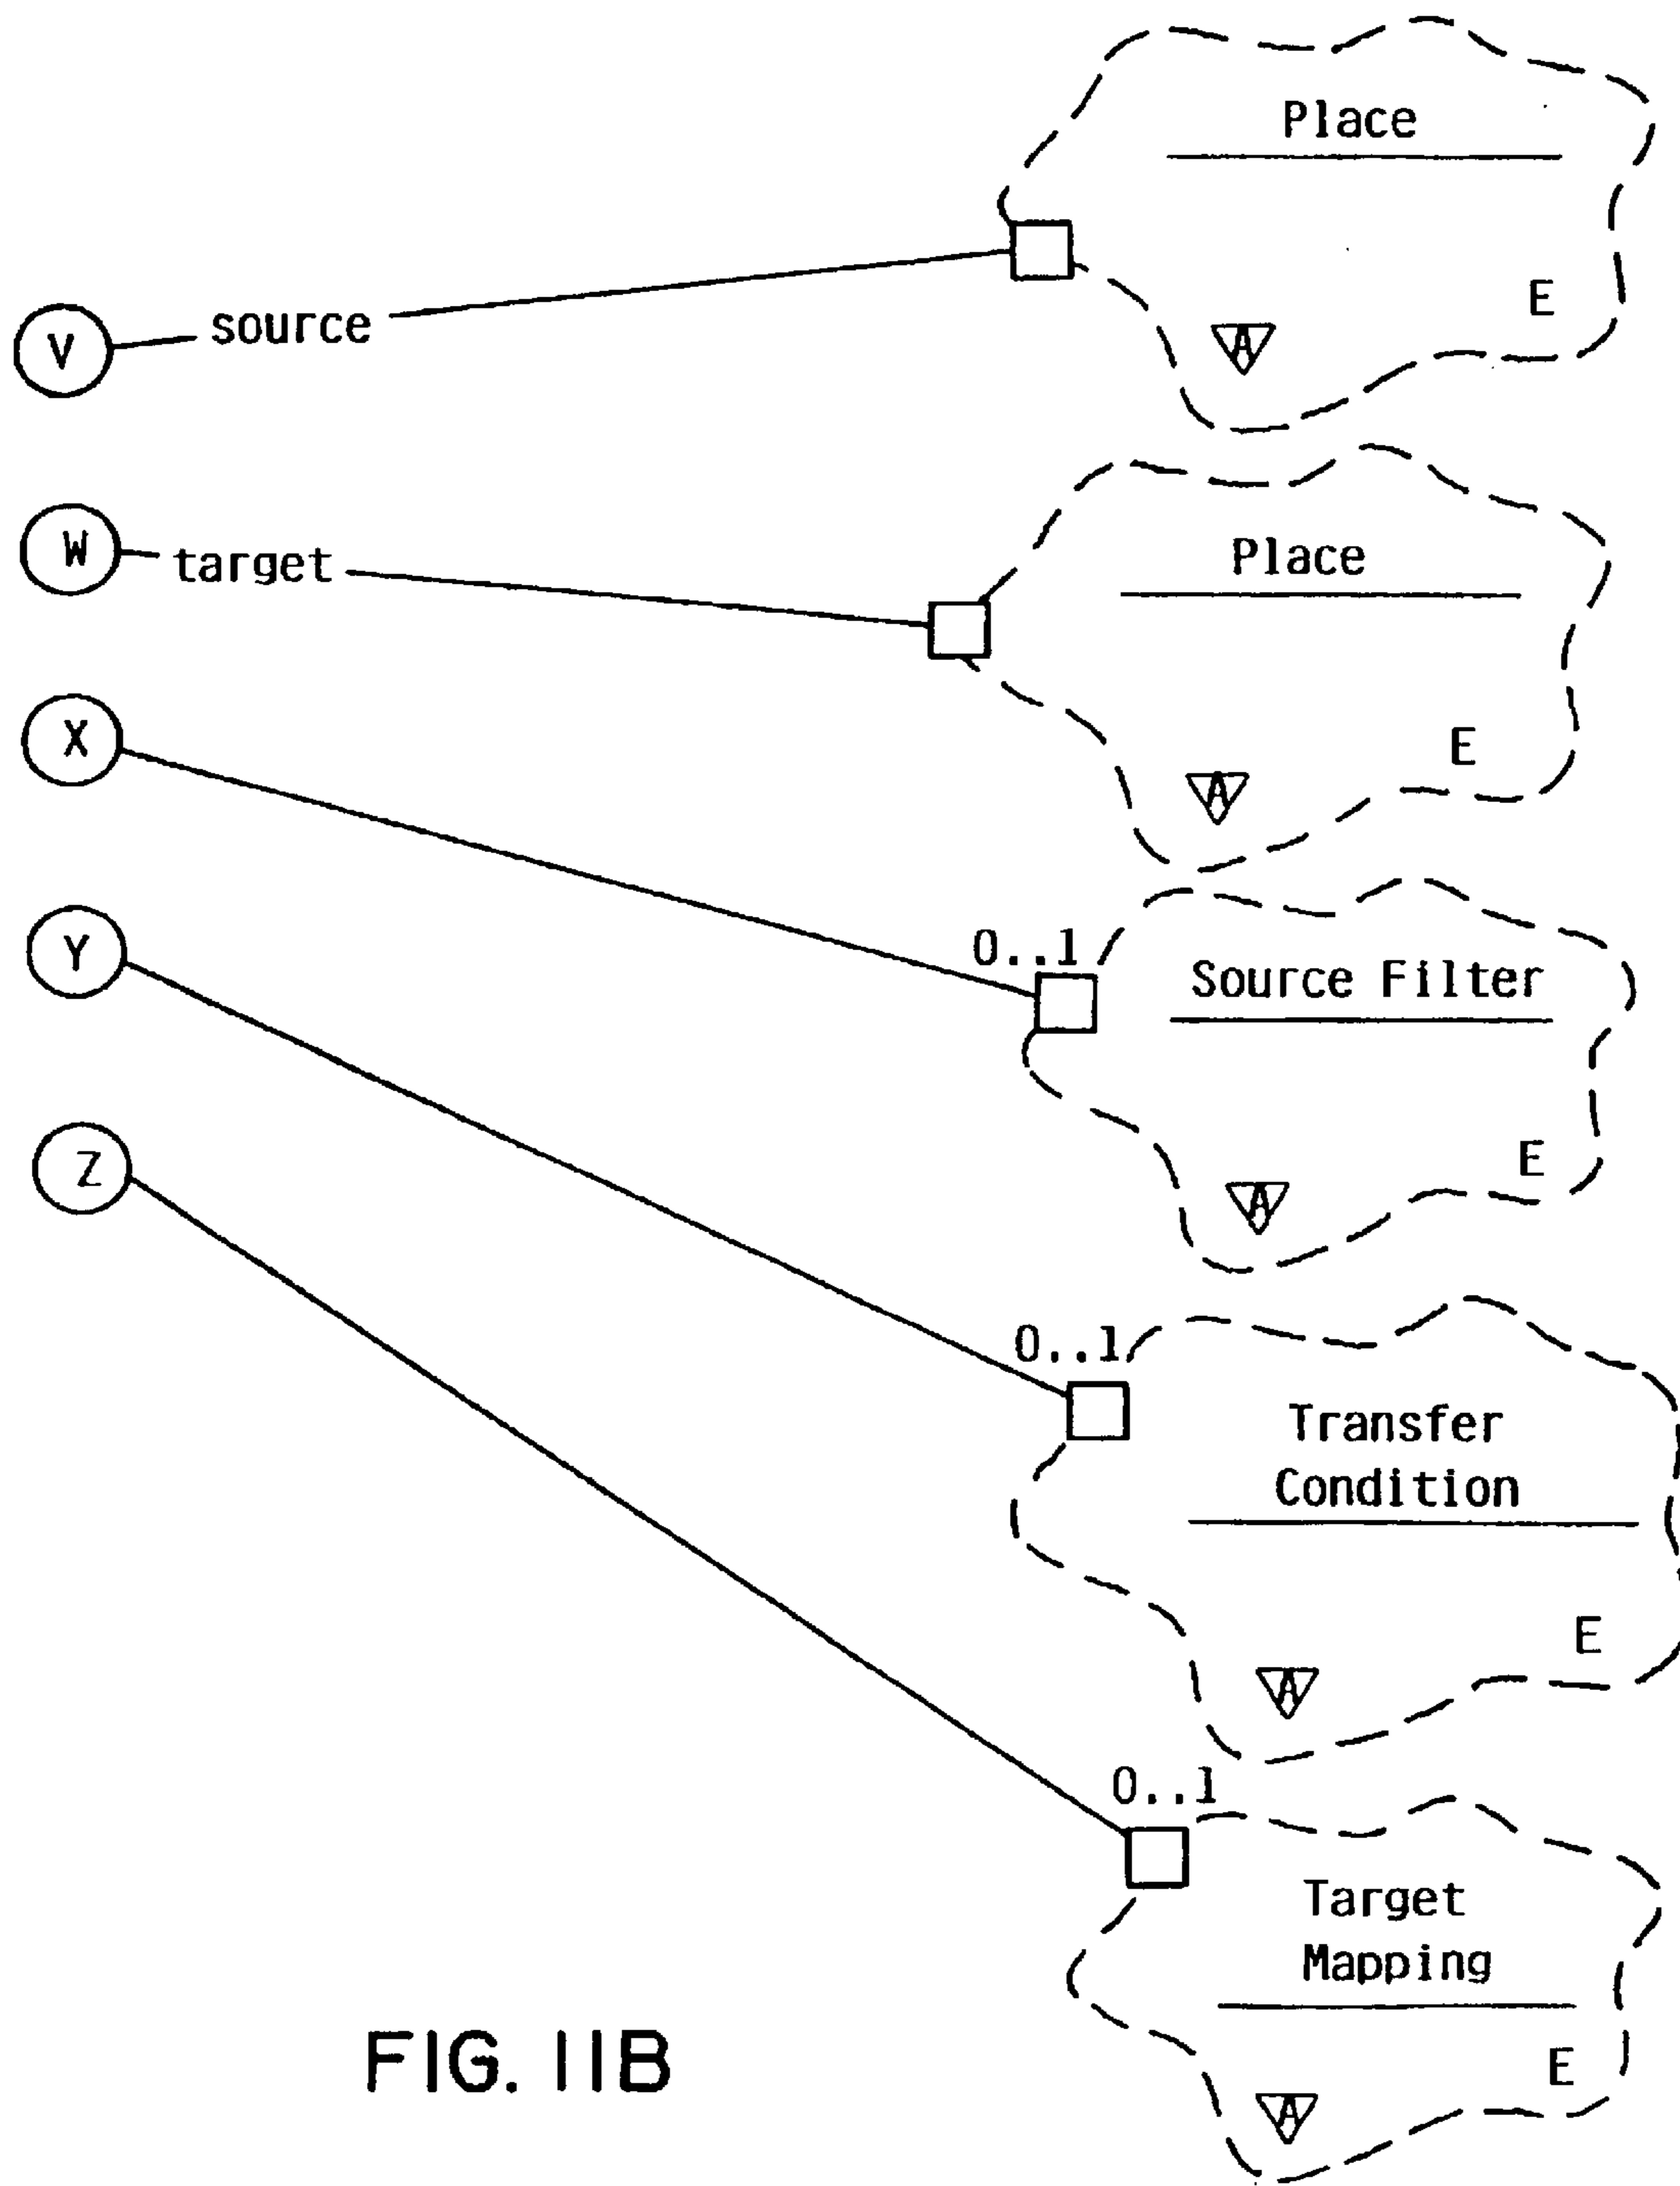 Place
E
V source
A
W target
Place
X
E
A
Y
0..1
Source Filter
Z
E
A
0..1
Transfer
Condition
E
A
0..1
Target
Mapping
FIG. 11B
E
A